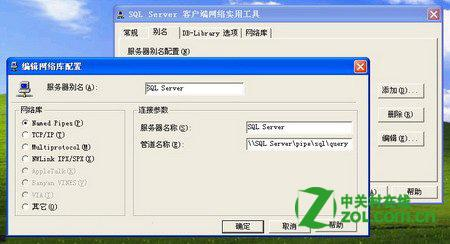 SQL Server 客户端网络实用工具
常规 别名 DB-Library 选项 网络库
服务器别名配置(S)
编辑网络库配置
服务器别名(A): SQL Server
网络库
Named Pipes(P)
TCP/IP(T)
Multiprotocol(M)
NWLink IPX/SPX(X)
AppleTalk(K)
Banyan VINES(V)
VIA(I)
其它(O)
连接参数
服务器名称(S): SQL Server
管道名称(E): \\SQL Server\pipe\sql\query
添加(D)...
删除(R)
编辑(E)...
确定 取消 帮助
(A) 帮助
中关村在线
ZOL.com.cn